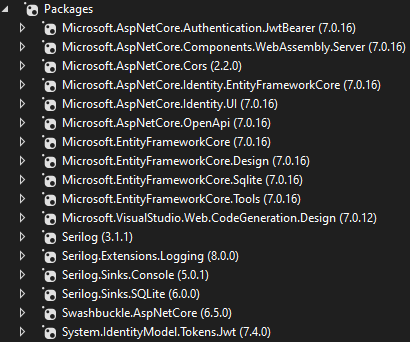 Packages
Microsoft.AspNetCore.Authentication.JwtBearer (7.0.16)
Microsoft.AspNetCore.Components.WebAssembly.Server (7.0.16)
Microsoft.AspNetCore.Cors (2.2.0)
Microsoft.AspNetCore.Identity.EntityFrameworkCore (7.0.16)
Microsoft.AspNetCore.Identity.UI (7.0.16)
Microsoft.AspNetCore.OpenApi (7.0.16)
Microsoft.EntityFrameworkCore (7.0.16)
Microsoft.EntityFrameworkCore.Design (7.0.16)
Microsoft.EntityFrameworkCore.Sqlite (7.0.16)
Microsoft.EntityFrameworkCore.Tools (7.0.16)
Microsoft.VisualStudio.Web.CodeGeneration.Design (7.0.12)
Serilog (3.1.1)
Serilog.Extensions.Logging (8.0.0)
Serilog.Sinks.Console (5.0.1)
Serilog.Sinks.SQLite (6.0.0)
Swashbuckle.AspNetCore (6.5.0)
System.IdentityModel.Tokens.Jwt (7.4.0)